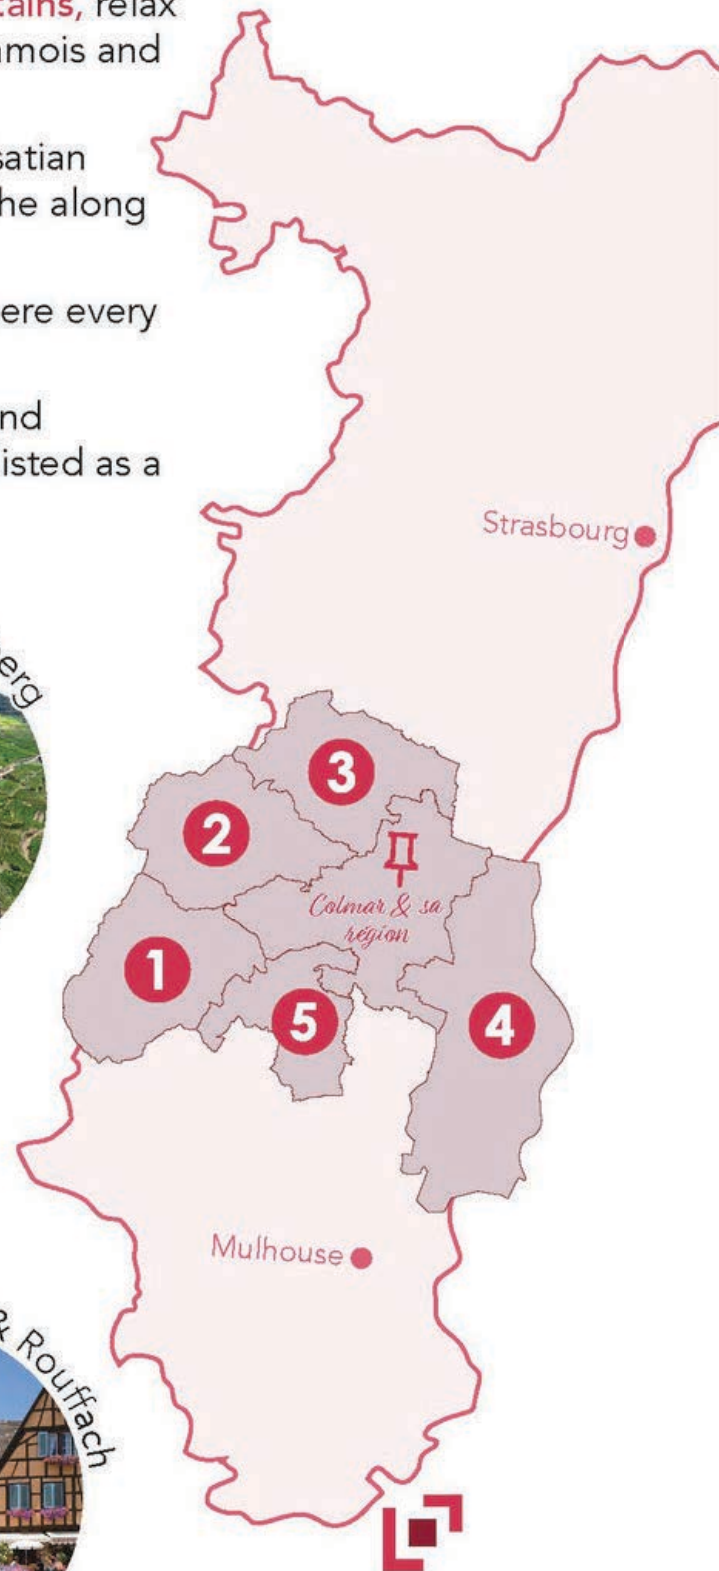 tains, relax
mois and
satian
he along
ere every
nd
isted as a
Strasbourg
erg
3
2
Colmar & sa
région
1
5
4
Mulhouse
& Rouffach